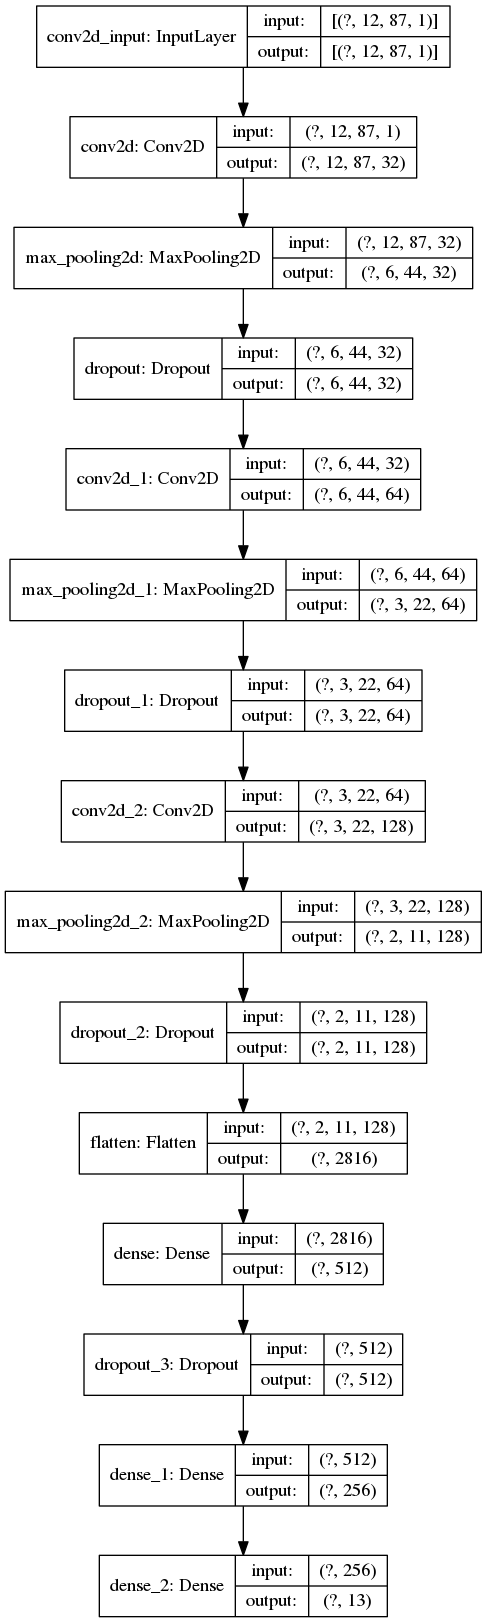 conv2d_input: InputLayer
input: [(?, 12, 87, 1)]
output: [(?, 12, 87, 1)]
conv2d: Conv2D
input: (?, 12, 87, 1)
output: (?, 12, 87, 32)
max_pooling2d: MaxPooling2D
input: (?, 12, 87, 32)
output: (?, 6, 44, 32)
dropout: Dropout
input: (?, 6, 44, 32)
output: (?, 6, 44, 32)
conv2d_1: Conv2D
input: (?, 6, 44, 32)
output: (?, 6, 44, 64)
max_pooling2d_1: MaxPooling2D
input: (?, 6, 44, 64)
output: (?, 3, 22, 64)
dropout_1: Dropout
input: (?, 3, 22, 64)
output: (?, 3, 22, 64)
conv2d_2: Conv2D
input: (?, 3, 22, 64)
output: (?, 3, 22, 128)
max_pooling2d_2: MaxPooling2D
input: (?, 3, 22, 128)
output: (?, 2, 11, 128)
dropout_2: Dropout
input: (?, 2, 11, 128)
output: (?, 2, 11, 128)
flatten: Flatten
input: (?, 2, 11, 128)
output: (?, 2816)
dense: Dense
input: (?, 2816)
output: (?, 512)
dropout_3: Dropout
input: (?, 512)
output: (?, 512)
dense_1: Dense
input: (?, 512)
output: (?, 256)
dense_2: Dense
input: (?, 256)
output: (?, 13)